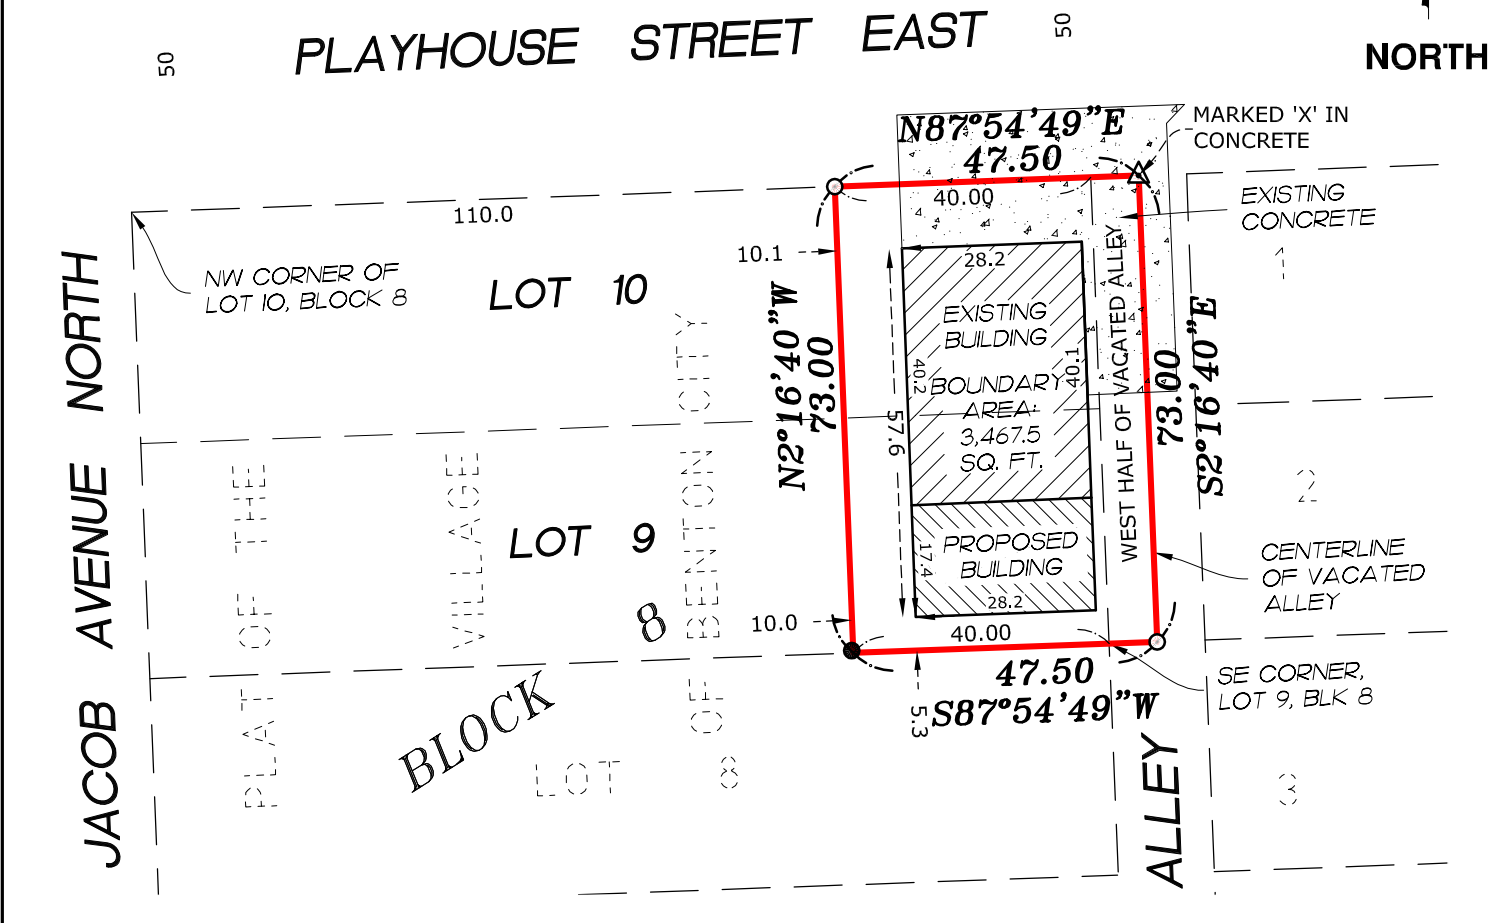 PLAYHOUSE STREET EAST
50
50
NORTH
N87°54'49"E
47.50
MARKED 'X' IN
CONCRETE
40.00
110.0
EXISTING
CONCRETE
10.1
28.2
NW CORNER OF
LOT 10, BLOCK 8
LOT 10
1
EXISTING
BUILDING
BOUNDARY
AREA:
3,467.5
SQ. FT.
40.2
40.1
57.6
N2°16'40"W
73.00
WEST HALF OF VACATED ALLEY
73.00
S2°16'40"E
JACOB AVENUE NORTH
PLAT OF THE
VILLAGE
OF BENTON CITY
2
LOT 9
PROPOSED
BUILDING
17.4
28.2
CENTERLINE
OF VACATED
ALLEY
10.0
40.00
47.50
S87°54'49"W
5.3
SE CORNER,
LOT 9, BLK 8
BLOCK 8
LOT 8
3
ALLEY